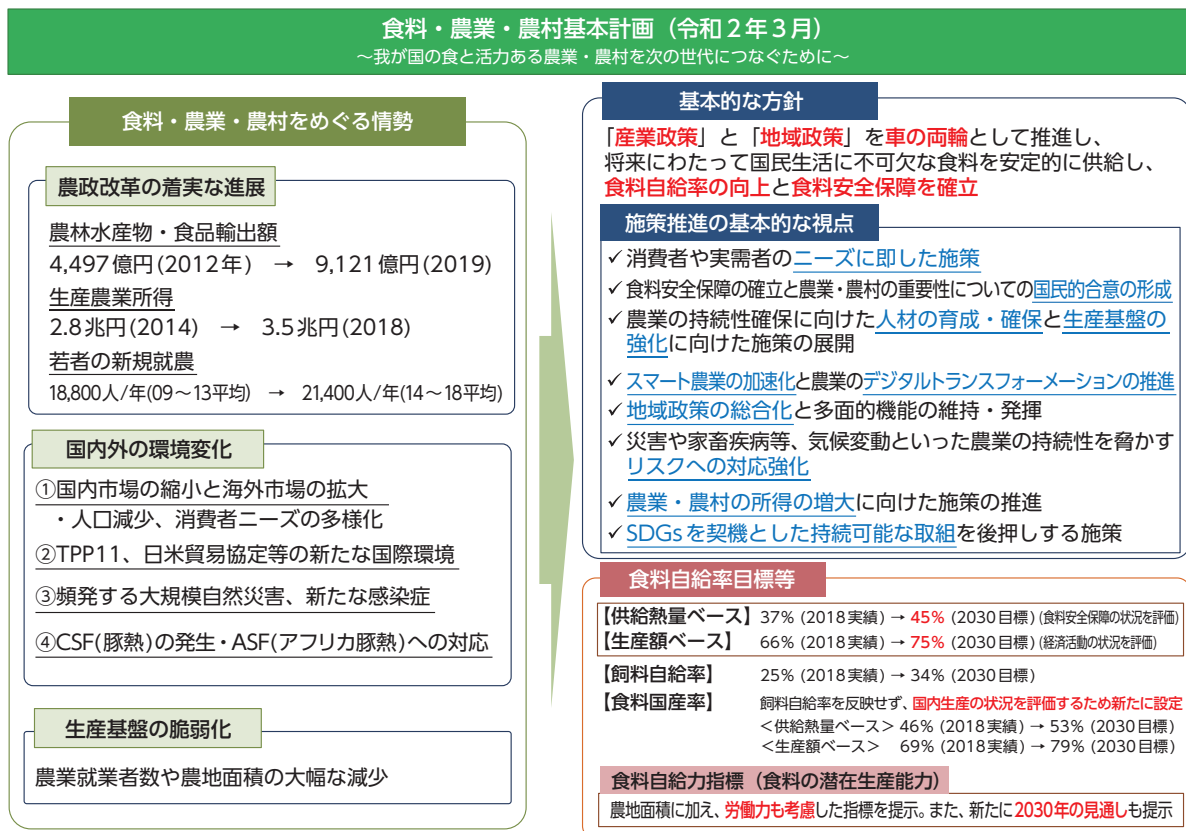 食料・農業・農村基本計画（令和２年３月）
～我が国の食と活力ある農業・農村を次の世代につなぐために～
食料・農業・農村をめぐる情勢
農政改革の着実な進展
農林水産物・食品輸出額
4,497億円(2012年) → 9,121億円(2019)
生産農業所得
2.8兆円(2014) → 3.5兆円(2018)
若者の新規就農
18,800人/年(09～13平均) → 21,400人/年(14～18平均)
国内外の環境変化
①国内市場の縮小と海外市場の拡大
・人口減少、消費者ニーズの多様化
②TPP11、日米貿易協定等の新たな国際環境
③頻発する大規模自然災害、新たな感染症
④CSF(豚熱)の発生・ASF(アフリカ豚熱)への対応
生産基盤の脆弱化
農業就業者数や農地面積の大幅な減少
基本的な方針
「産業政策」と「地域政策」を車の両輪として推進し、
将来にわたって国民生活に不可欠な食料を安定的に供給し、
食料自給率の向上と食料安全保障を確立
施策推進の基本的な視点
✓消費者や実需者のニーズに即した施策
✓食料安全保障の確立と農業・農村の重要性についての国民的合意の形成
✓農業の持続性確保に向けた人材の育成・確保と生産基盤の
強化に向けた施策の展開
✓スマート農業の加速化と農業のデジタルトランスフォーメーションの推進
✓地域政策の総合化と多面的機能の維持・発揮
✓災害や家畜疾病等、気候変動といった農業の持続性を脅かす
リスクへの対応強化
✓農業・農村の所得の増大に向けた施策の推進
✓SDGsを契機とした持続可能な取組を後押しする施策
食料自給率目標等
【供給熱量ベース】 37% (2018実績) → 45% (2030目標) (食料安全保障の状況を評価)
【生産額ベース】 66% (2018実績) → 75% (2030目標) (経済活動の状況を評価)
【飼料自給率】 25% (2018実績) → 34% (2030目標)
【食料国産率】 飼料自給率を反映せず、国内生産の状況を評価するため新たに設定
＜供給熱量ベース＞ 46% (2018実績) → 53% (2030目標)
＜生産額ベース＞ 69% (2018実績) → 79% (2030目標)
食料自給力指標（食料の潜在生産能力）
農地面積に加え、労働力も考慮した指標を提示。また、新たに2030年の見通しも提示